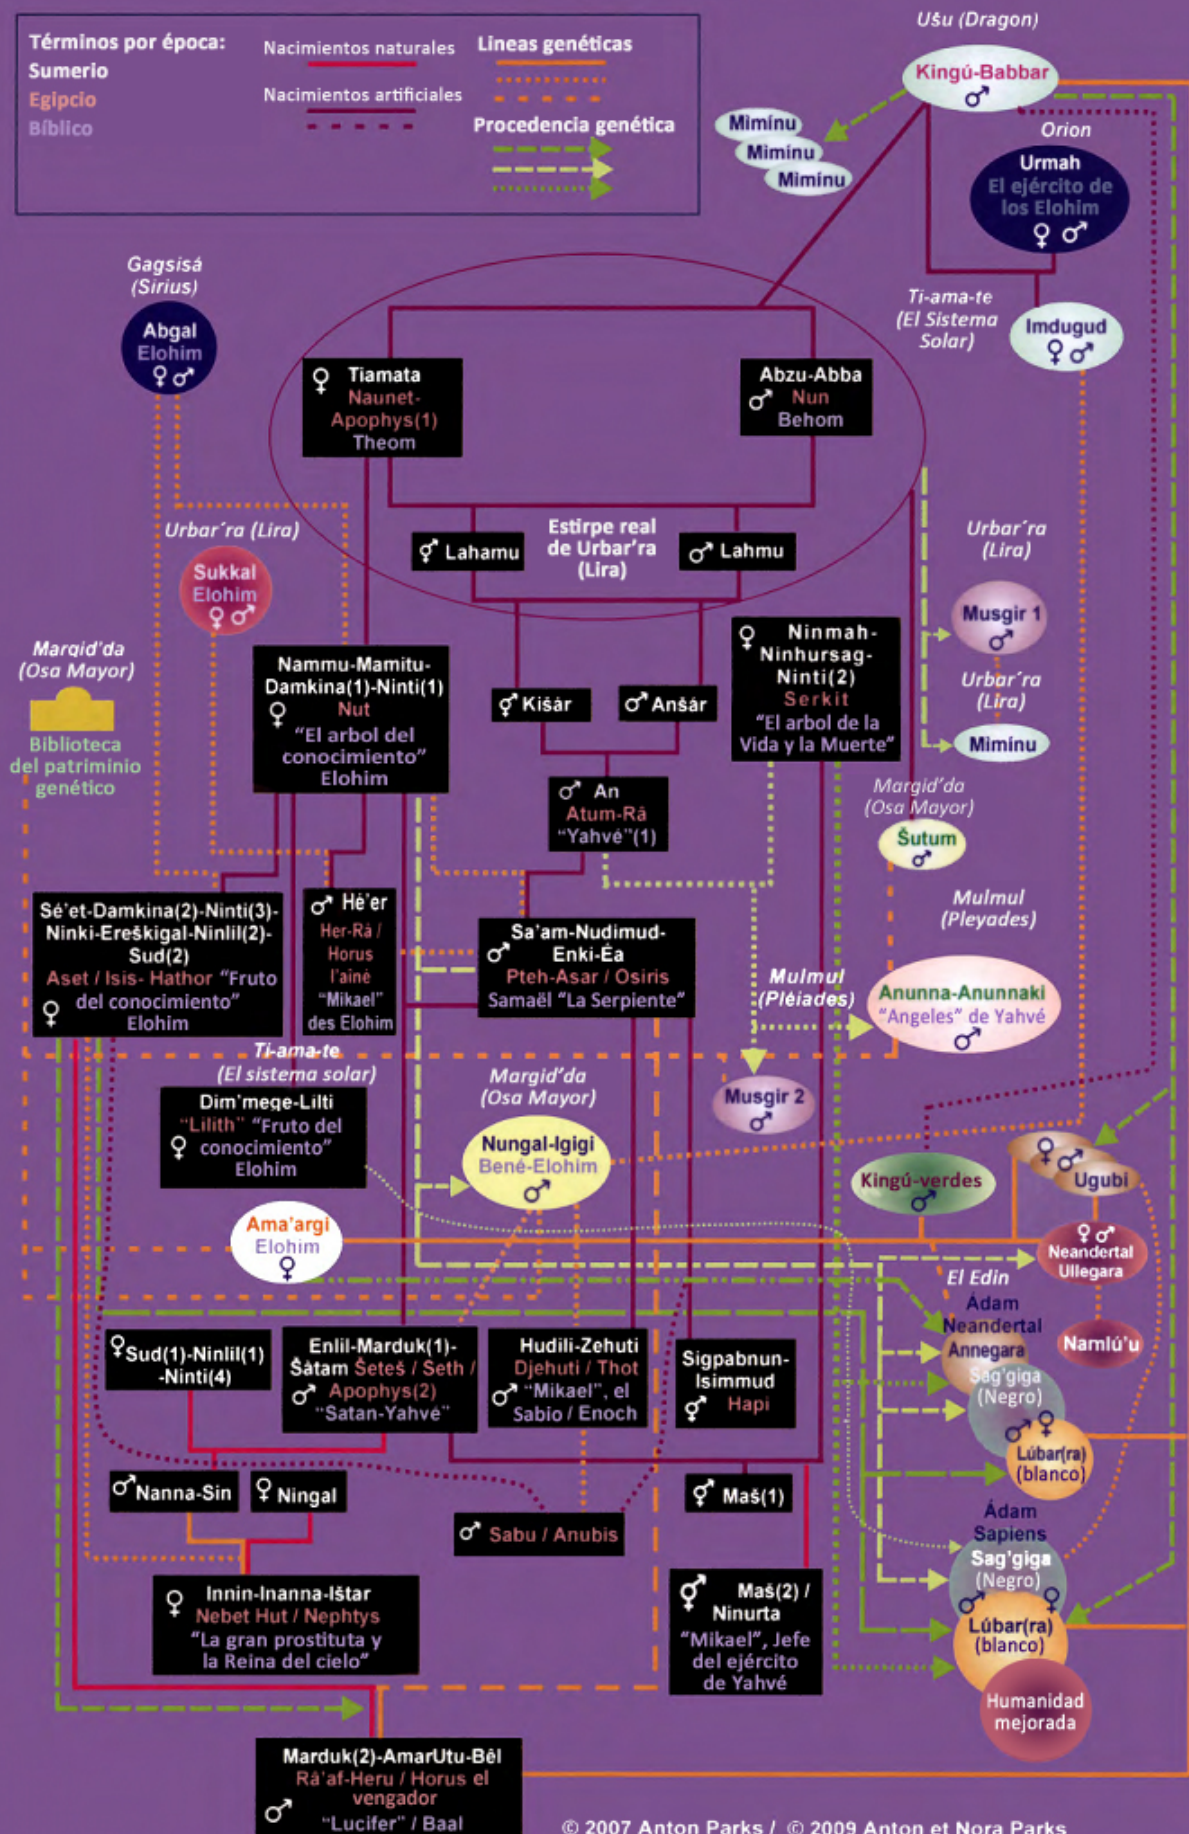 Términos por época:
Sumerio
Egipcio
Bíblico
Nacimientos naturales
Nacimientos artificiales
Lineas genéticas
Procedencia genética
Ušu (Dragon)
Kingú-Babbar
♂
Miminu
Miminu
Miminu
Orion
Urmah
El ejército de
los Elohim
♀ ♂
Gagsisá
(Sirius)
Abgal
Elohim
♀ ♂
Ti-ama-te
(El Sistema
Solar)
Imdugud
♀ ♂
♀ Tiamata
Naunet-
Apophys(1)
Theom
Abzu-Abba
♂ Nun
Behom
Urbar´ra (Lira)
Sukkal
Elohim
♀ ♂
⚥ Lahamu
Estirpe real
de Urbar’ra
(Lira)
♂ Lahmu
Urbar´ra
(Lira)
Musgir 1
♂
Urbar´ra
(Lira)
Miminu
Margid’da
(Osa Mayor)
Biblioteca
del patriminio
genético
Nammu-Mamitu-
Damkina(1)-Ninti(1)
♀ Nut
"El arbol del
conocimiento"
Elohim
⚥ Kišár
♂ Anšár
♀ Ninmah-
Ninhursag-
Ninti(2)
Serkit
"El arbol de la
Vida y la Muerte"
♂ An
Atum-Râ
"Yahvé"(1)
Margid’da
(Osa Mayor)
Šutum
♂
Sé’et-Damkina(2)-Ninti(3)-
Ninki-Ereškigal-Ninlil(2)-
Sud(2)
Aset / Isis- Hathor "Fruto
del conocimiento"
♀ Elohim
♂ Hé’er
Her-Râ /
Horus
l’aîné
"Mikael"
des Elohim
Sa’am-Nudimud-
♂ Enki-Éa
Pteh-Asar / Osiris
Samaël "La Serpiente"
Mulmul
(Pleyades)
Mulmul
(Pléiades)
Anunna-Anunnaki
"Angeles" de Yahvé
♂
Ti-ama-te
(El sistema solar)
Dim’mege-Lilti
"Lilith" "Fruto del
♀ conocimiento"
Elohim
Margid’da
(Osa Mayor)
Nungal-Igigi
Bené-Elohim
♂
Musgir 2
♂
Kingú-verdes
♂
♀ ♂
Ugubi
Ama’argi
Elohim
♀
♀ ♂
Neandertal
Ullegara
El Edin
Ádam
Neandertal
Annegara
Sag’giga
(Negro)
♂ ♀
Lúbar(ra)
(blanco)
Namlú’u
♀ Sud(1)-Ninlil(1)
-Ninti(4)
Enlil-Marduk(1)-
Šàtam Šeteš / Seth /
♂ Apophys(2)
"Satan-Yahvé"
Hudili-Zehuti
Djehuti / Thot
♂ "Mikael", el
Sabio / Enoch
Sigpabnun-
Isimmud
⚥ Hapi
♂ Nanna-Sin
♀ Ningal
♂ Sabu / Anubis
⚥ Maš(1)
Ádam
Sapiens
Sag’giga
(Negro)
♂ ♀
Lúbar(ra)
(blanco)
Humanidad
mejorada
♀ Innin-Inanna-Ištar
Nebet Hut / Nephtys
"La gran prostituta y
la Reina del cielo"
⚥ Maš(2) /
Ninurta
"Mikael", Jefe
del ejército
de Yahvé
Marduk(2)-AmarUtu-Bêl
Râ’af-Heru / Horus el
vengador
♂ "Lucifer" / Baal
© 2007 Anton Parks / © 2009 Anton et Nora Parks